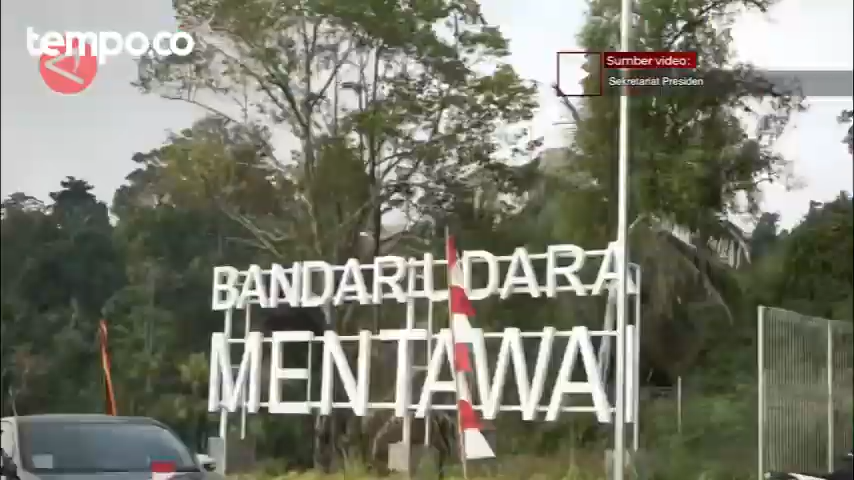 tempo.co
Sumber video:
Sekretariat Presiden
BANDAR UDARA
MENTAWAI